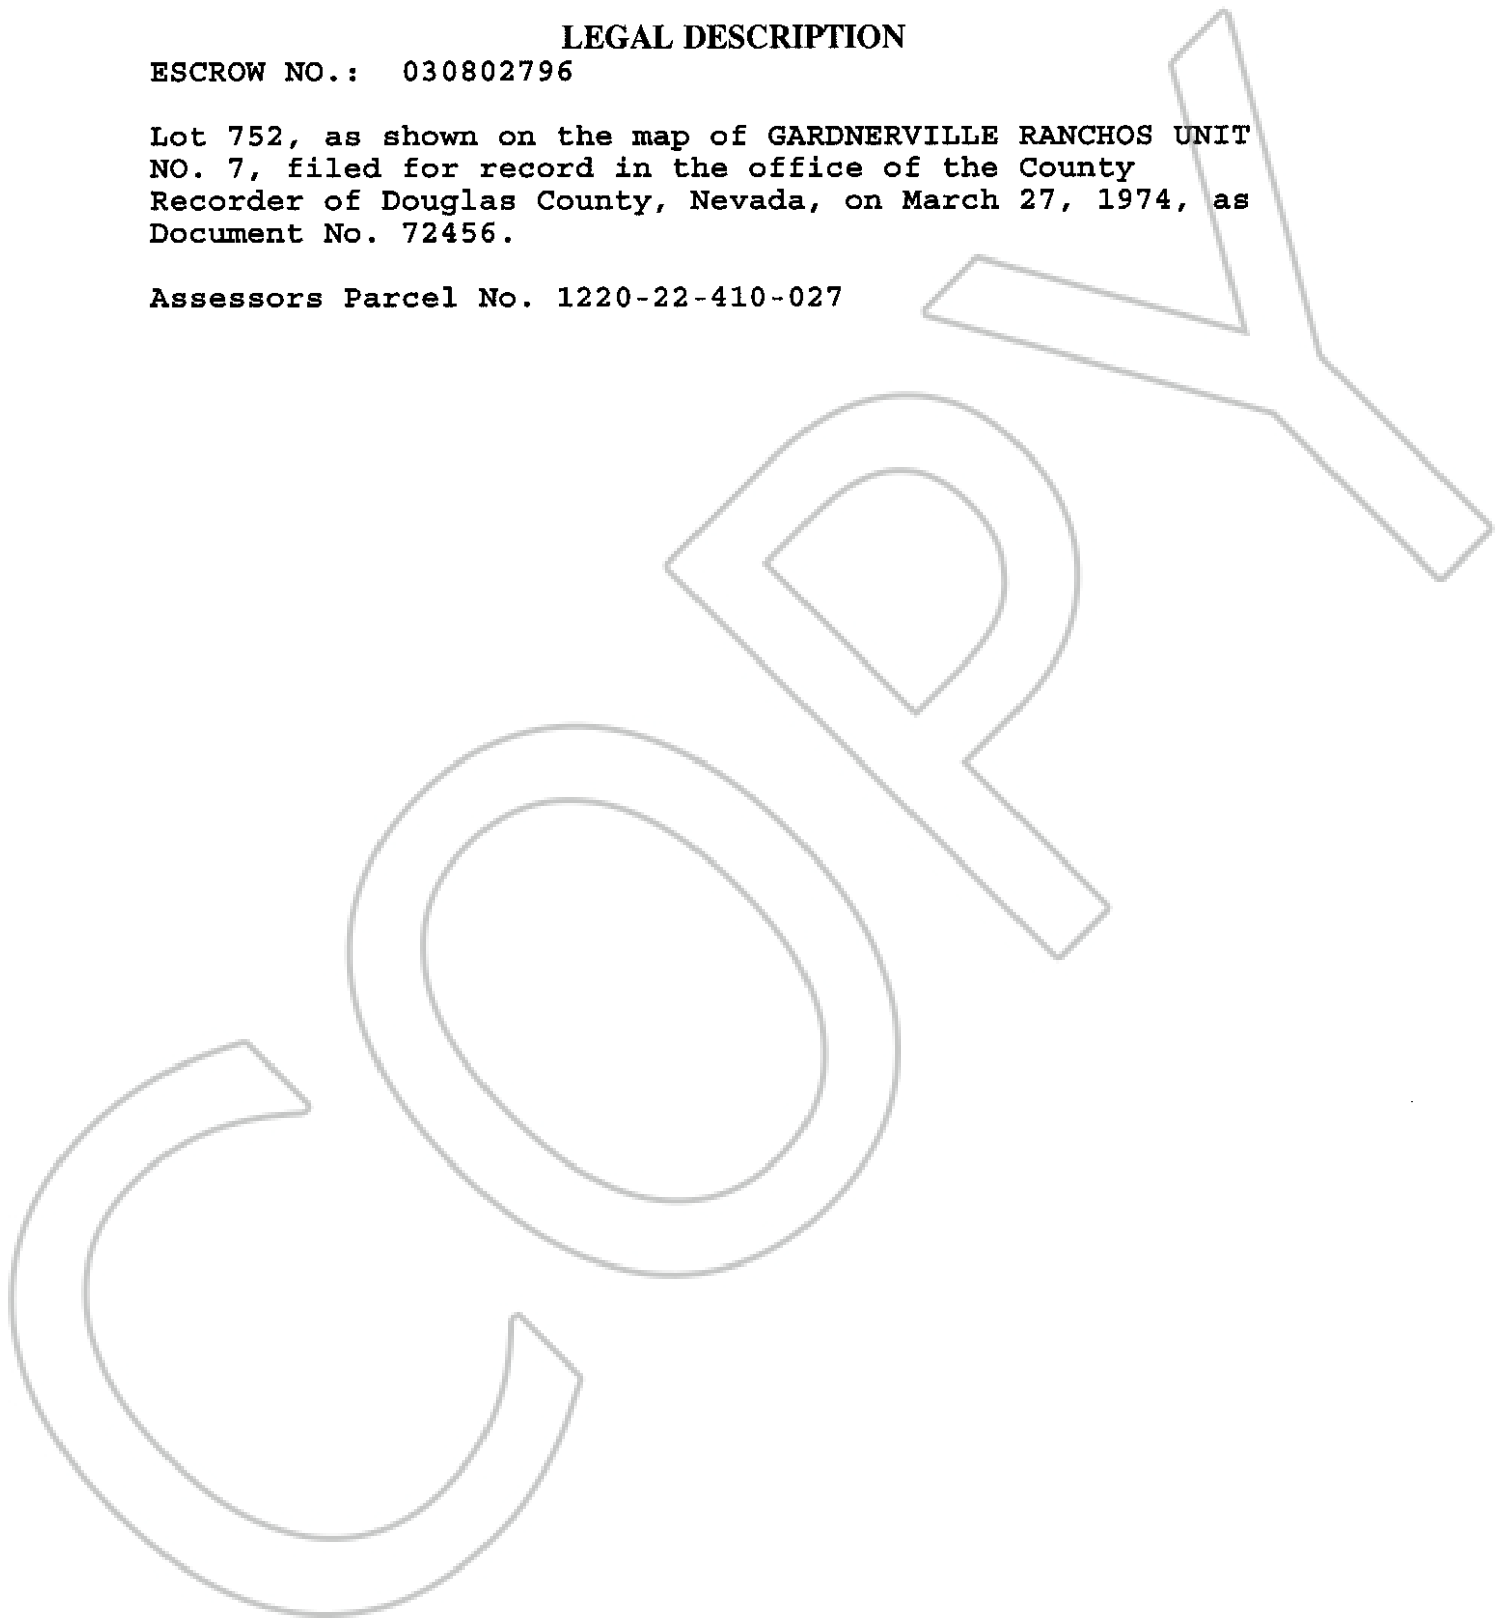 LEGAL DESCRIPTION
ESCROW NO.: 030802796
Lot 752, as shown on the map of GARDNERVILLE RANCHOS UNIT
NO. 7, filed for record in the office of the County
Recorder of Douglas County, Nevada, on March 27, 1974, as
Document No. 72456.
Assessors Parcel No. 1220-22-410-027
COPY